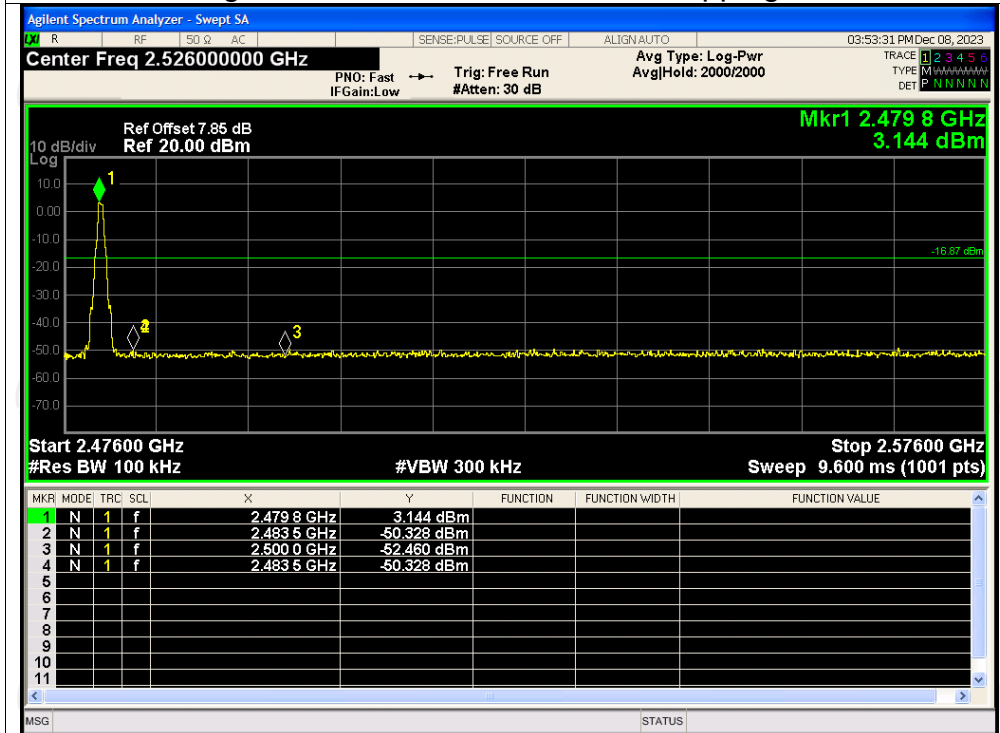 Agilent Spectrum Analyzer - Swept SA
LXI R RF 50 Ω AC SENSE:PULSE SOURCE OFF ALIGNAUTO 03:53:31 PM Dec 08, 2023
Center Freq 2.526000000 GHz
PNO: Fast
IFGain:Low
Trig: Free Run
#Atten: 30 dB
Avg Type: Log-Pwr
Avg|Hold: 2000/2000
TRACE 1 2 3 4 5 6
TYPE M
DET P N N N N N
Mkr1 2.479 8 GHz
3.144 dBm
Ref Offset 7.85 dB
10 dB/div Ref 20.00 dBm
Log
1
10.0
0.00
-10.0
-16.87 dBm
-20.0
-30.0
-40.0
3
-50.0
-60.0
-70.0
Start 2.47600 GHz Stop 2.57600 GHz
#Res BW 100 kHz #VBW 300 kHz Sweep 9.600 ms (1001 pts)
MKR MODE TRC SCL X Y FUNCTION FUNCTION WIDTH FUNCTION VALUE
1 N 1 f 2.479 8 GHz 3.144 dBm
2 N 1 f 2.483 5 GHz -50.328 dBm
3 N 1 f 2.500 0 GHz -52.460 dBm
4 N 1 f 2.483 5 GHz -50.328 dBm
5
6
7
8
9
10
11
MSG STATUS